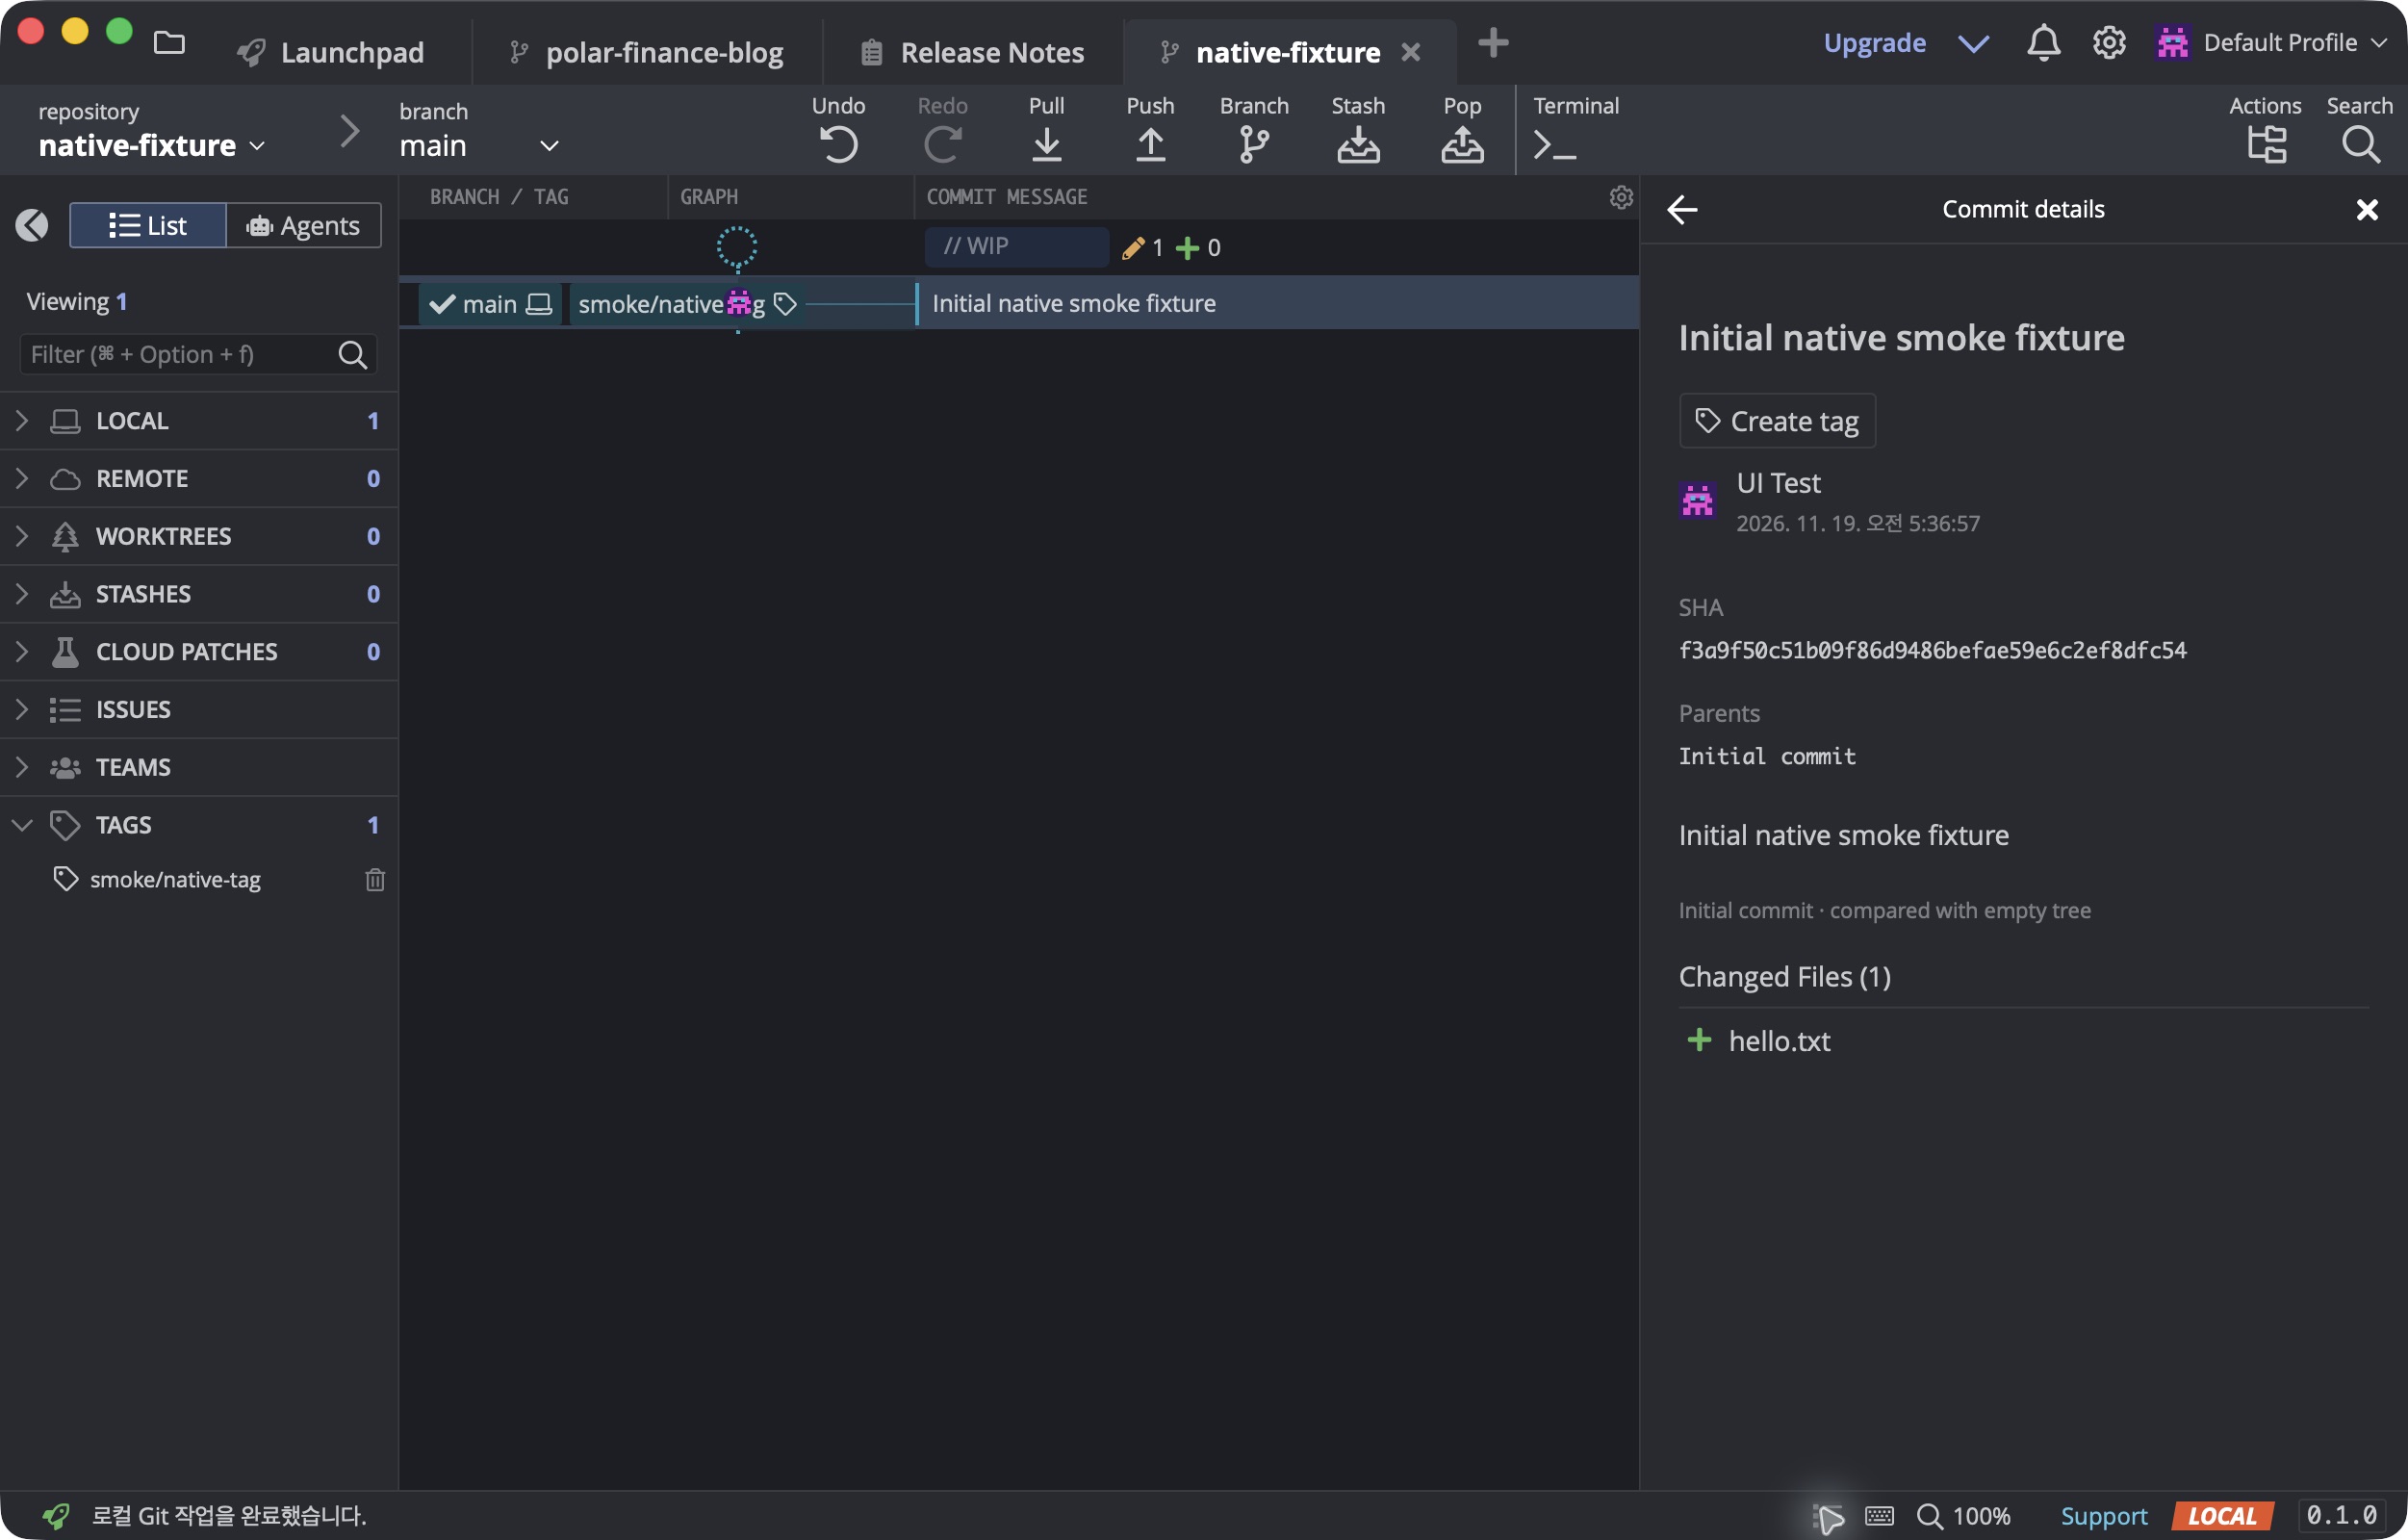 Launchpad
polar-finance-blog
Release Notes
native-fixture
Upgrade
Default Profile
repository
native-fixture
branch
main
Undo
Redo
Pull
Push
Branch
Stash
Pop
Terminal
Actions
Search
List
Agents
Viewing 1
Filter (⌘ + Option + f)
LOCAL 1
REMOTE 0
WORKTREES 0
STASHES 0
CLOUD PATCHES 0
ISSUES
TEAMS
TAGS 1
smoke/native-tag
BRANCH / TAG
GRAPH
COMMIT MESSAGE
// WIP
1
0
main
smoke/native g
Initial native smoke fixture
Commit details
Initial native smoke fixture
Create tag
UI Test
2026. 11. 19. 오전 5:36:57
SHA
f3a9f50c51b09f86d9486befae59e6c2ef8dfc54
Parents
Initial commit
Initial native smoke fixture
Initial commit · compared with empty tree
Changed Files (1)
hello.txt
로컬 Git 작업을 완료했습니다.
100%
Support
LOCAL
0.1.0